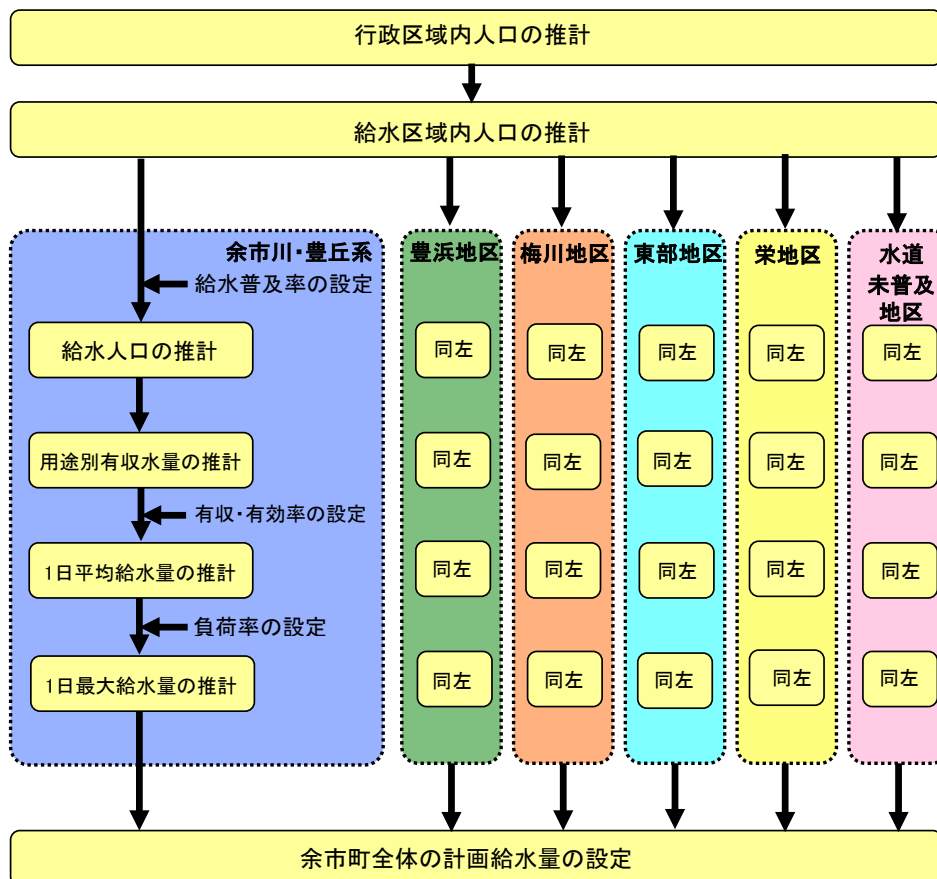 行政区域内人口の推計
給水区域内人口の推計
余市川・豊丘系
豊浜地区
梅川地区
東部地区
栄地区
水道
未普及
地区
給水普及率の設定
給水人口の推計
同左
同左
同左
同左
同左
用途別有収水量の推計
同左
同左
同左
同左
同左
有収・有効率の設定
1日平均給水量の推計
同左
同左
同左
同左
同左
負荷率の設定
1日最大給水量の推計
同左
同左
同左
同左
同左
余市町全体の計画給水量の設定